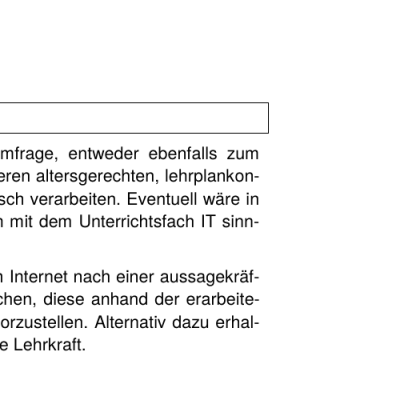 mfrage, entweder ebenfalls zum
eren altersgerechten, lehrplankon-
sch verarbeiten. Eventuell wäre in
mit dem Unterrichtsfach IT sinn-
Internet nach einer aussagekräf-
chen, diese anhand der erarbeite-
orzustellen. Alternativ dazu erhal-
e Lehrkraft.